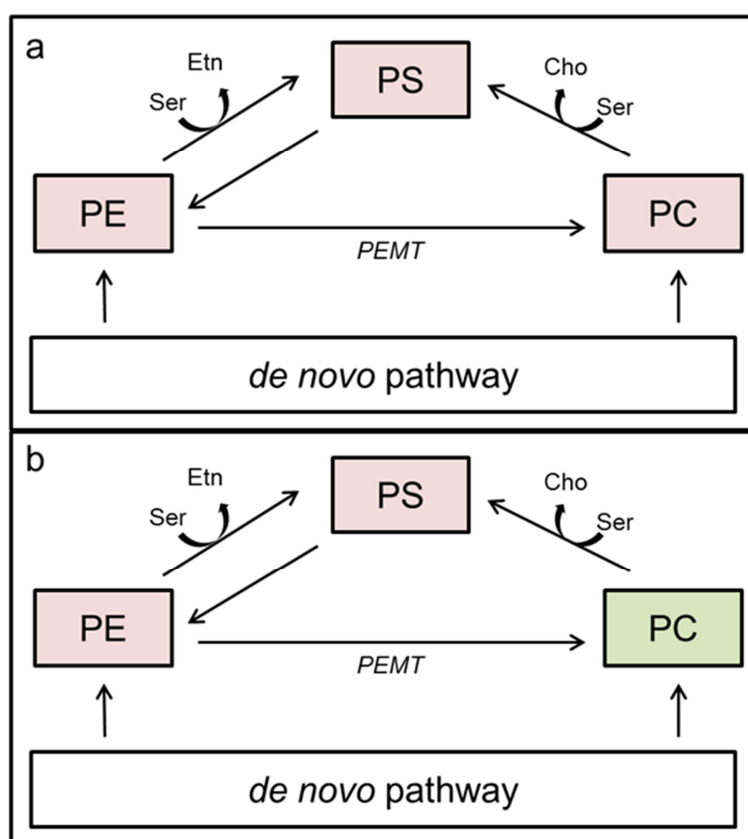 a
Etn
PS
Cho
Ser
Ser
PE
PC
PEMT
de novo pathway
b
Etn
PS
Cho
Ser
Ser
PE
PC
PEMT
de novo pathway